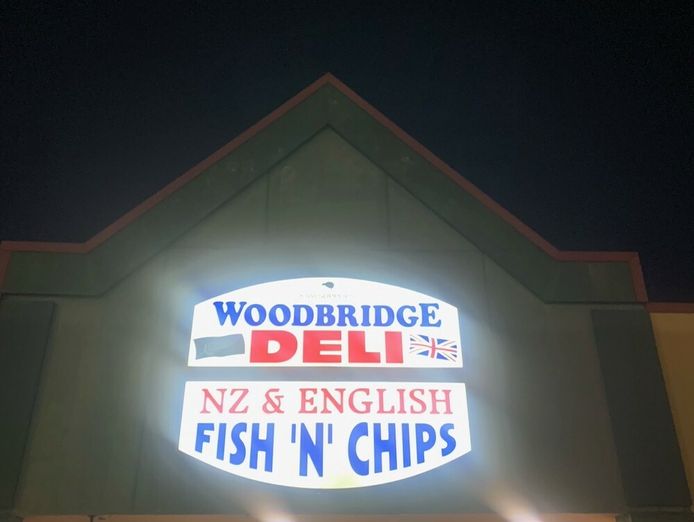 WOODBRIDGE
DELI
NZ & ENGLISH
FISH 'N' CHIPS